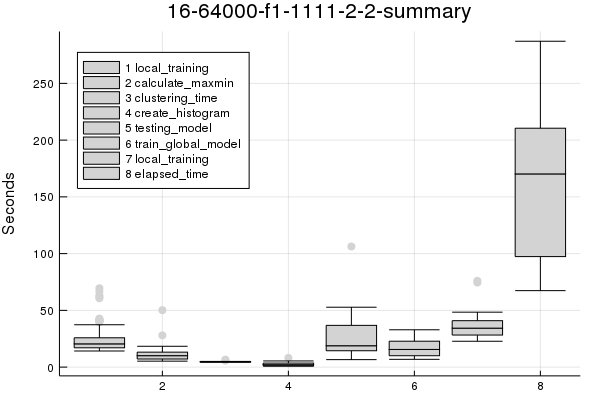 16-64000-f1-1111-2-2-summary
1 local_training
2 calculate_maxmin
3 clustering_time
4 create_histogram
5 testing_model
6 train_global_model
7 local_training
8 elapsed_time
Seconds
250
200
150
100
50
0
2 4 6 8